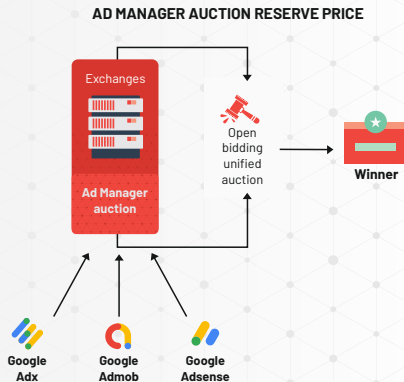 AD MANAGER AUCTION RESERVE PRICE
Exchanges
Ad Manager
auction
Open
bidding
unified
auction
Winner
Google
Adx
Google
Admob
Google
Adsense